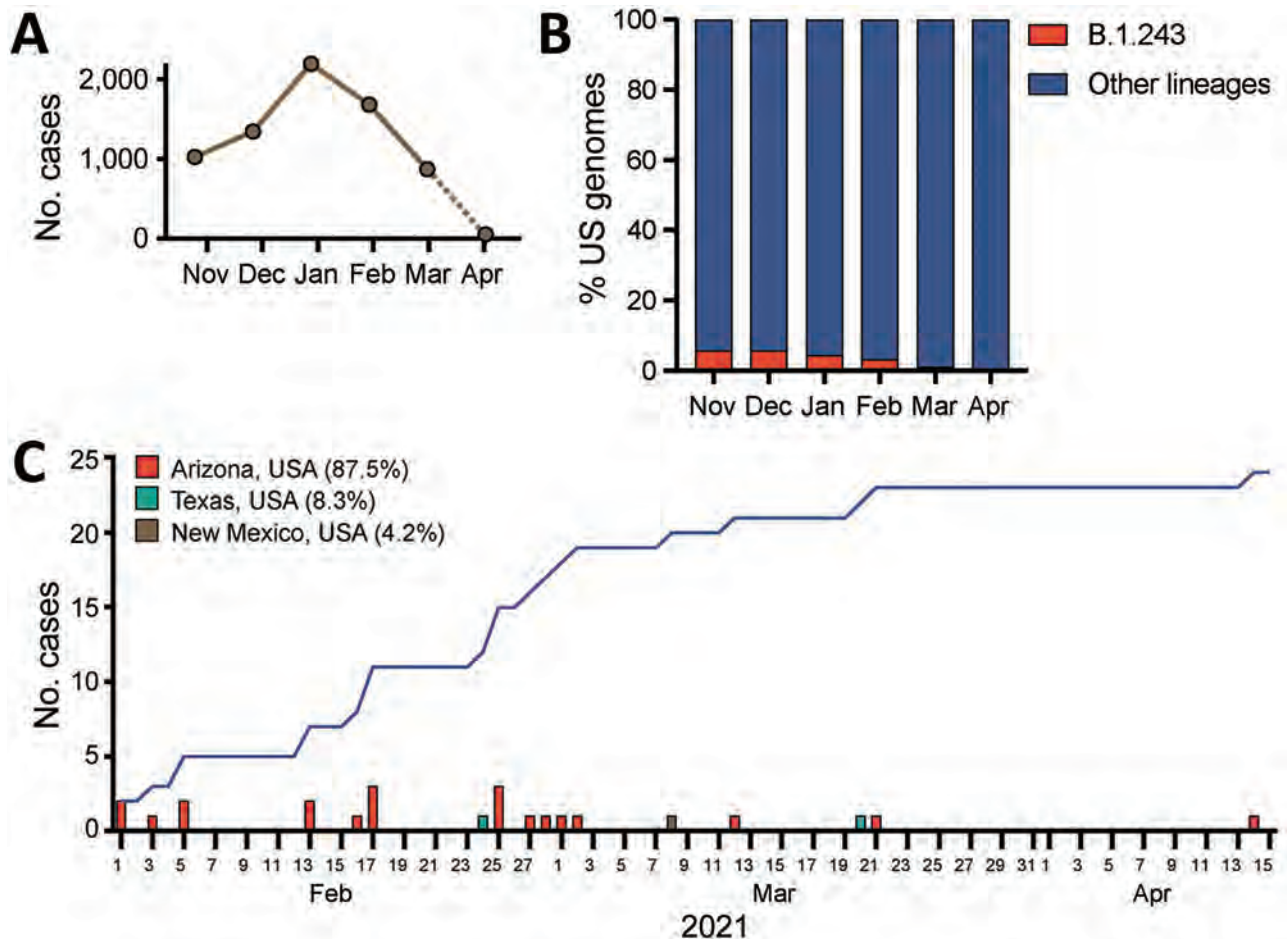 A
No. cases
2,000
1,000
0
Nov Dec Jan Feb Mar Apr
B
% US genomes
100
80
60
40
20
0
Nov Dec Jan Feb Mar Apr
B.1.243
Other lineages
C
No. cases
25
20
15
10
5
0
Arizona, USA (87.5%)
Texas, USA (8.3%)
New Mexico, USA (4.2%)
1 3 5 7 9 11 13 15 17 19 21 23 25 27 1 3 5 7 9 11 13 15 17 19 21 23 25 27 29 31 1 3 5 7 9 11 13 15
Feb Mar Apr
2021